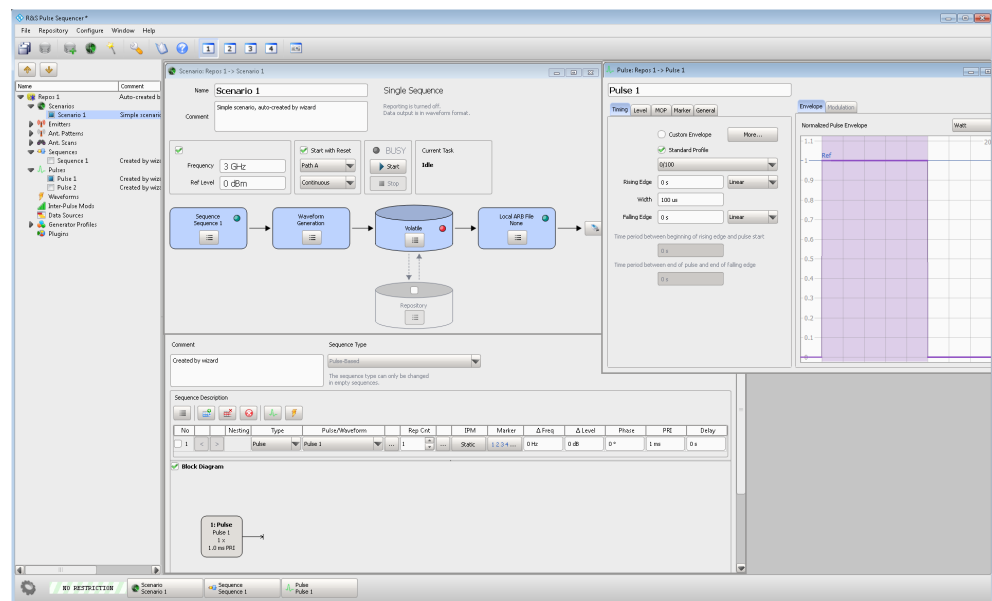 R&S Pulse Sequencer *
File Repository Configure Window Help
1 2 3 4
Name Comment
Repos 1 Auto-created b
Scenarios
Scenario 1 Simple scenari
Emitters
Ant. Patterns
Ant. Scans
Sequences
Sequence 1 Created by wiz
Pulses
Pulse 1 Created by wiz
Pulse 2 Created by wiz
Waveforms
Inter-Pulse Mods
Data Sources
Generator Profiles
Plugins
Scenario: Repos 1 -> Scenario 1
Name Scenario 1
Comment Simple scenario, auto-created by wizard
Single Sequence
Reporting is turned off.
Data output is in waveform format.
Frequency 3 GHz
Ref Level 0 dBm
Start with Reset
Path A
Continuous
BUSY
Start
Stop
Current Task
Idle
Sequence
Sequence 1
Waveform
Generation
Volatile
Local ARB File
None
Repository
Comment
Created by wizard
Sequence Type
Pulse-Based
The sequence type can only be changed
in empty sequences.
Sequence Description
No Nesting Type Pulse/Waveform Rep Cnt IPM Marker Δ Freq Δ Level Phase PRI Delay
1 < > Pulse Pulse 1 ... 1 ... Static 1 2 3 4 ... 0 Hz 0 dB 0 ° 1 ms 0 s
Block Diagram
1: Pulse
Pulse 1
1 x
1.0 ms PRI
Pulse: Repos 1 -> Pulse 1
Pulse 1
Timing Level MOP Marker General
Custom Envelope More...
Standard Profile
0/100
Rising Edge 0 s Linear
Width 100 us
Falling Edge 0 s Linear
Time period between beginning of rising edge and pulse start
0 s
Time period between end of pulse and end of falling edge
0 s
Envelope Modulation
Normalized Pulse Envelope Watt
1.1 20
Ref
1
0.9
0.8
0.7
0.6
0.5
0.4
0.3
0.2
0.1
0
NO RESTRICTION
Scenario
Scenario 1
Sequence
Sequence 1
Pulse
Pulse 1